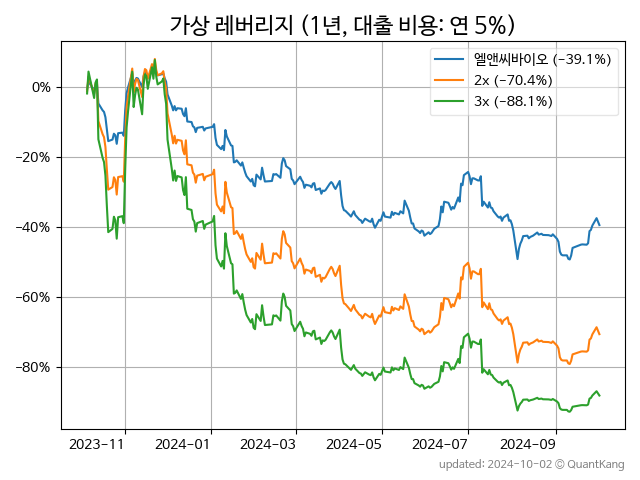 가상 레버리지 (1년, 대출 비용: 연 5%)
엘앤씨바이오 (−39.1%)
2x (−70.4%)
3x (−88.1%)
0%
−20%
−40%
−60%
−80%
2023−11 2024−01 2024−03 2024−05 2024−07 2024−09
updated: 2024-10-02 © QuantKang